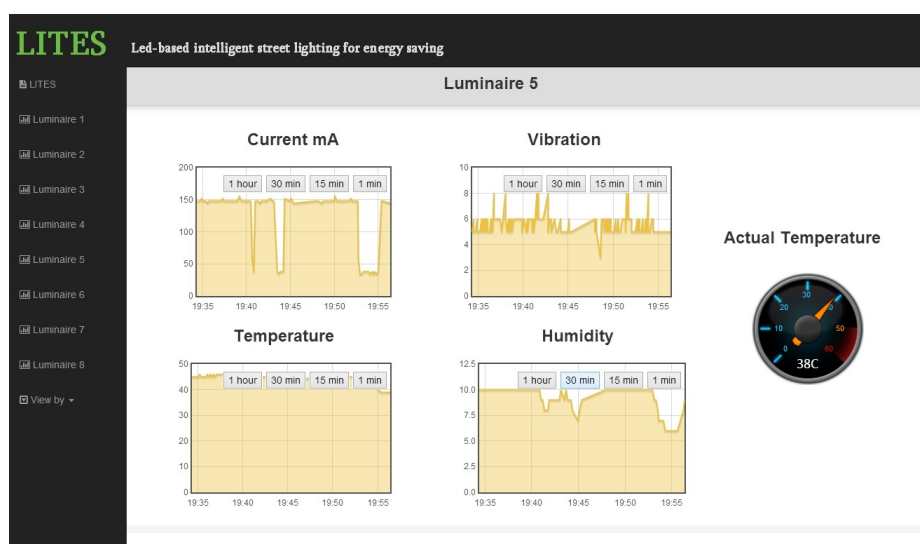 LITES Led-based intelligent street lighting for energy saving
LITES
Luminaire 1
Luminaire 2
Luminaire 3
Luminaire 4
Luminaire 5
Luminaire 6
Luminaire 7
Luminaire 8
View by
Luminaire 5
Current mA
200
150
100
50
0
1 hour 30 min 15 min 1 min
19:35 19:40 19:45 19:50 19:55
Vibration
10
8
6
4
2
0
1 hour 30 min 15 min 1 min
19:35 19:40 19:45 19:50 19:55
Temperature
50
40
30
20
10
0
1 hour 30 min 15 min 1 min
19:35 19:40 19:45 19:50 19:55
Humidity
12.5
10.0
7.5
5.0
2.5
0.0
1 hour 30 min 15 min 1 min
19:35 19:40 19:45 19:50 19:55
Actual Temperature
0
10
20
30
50
60
38C